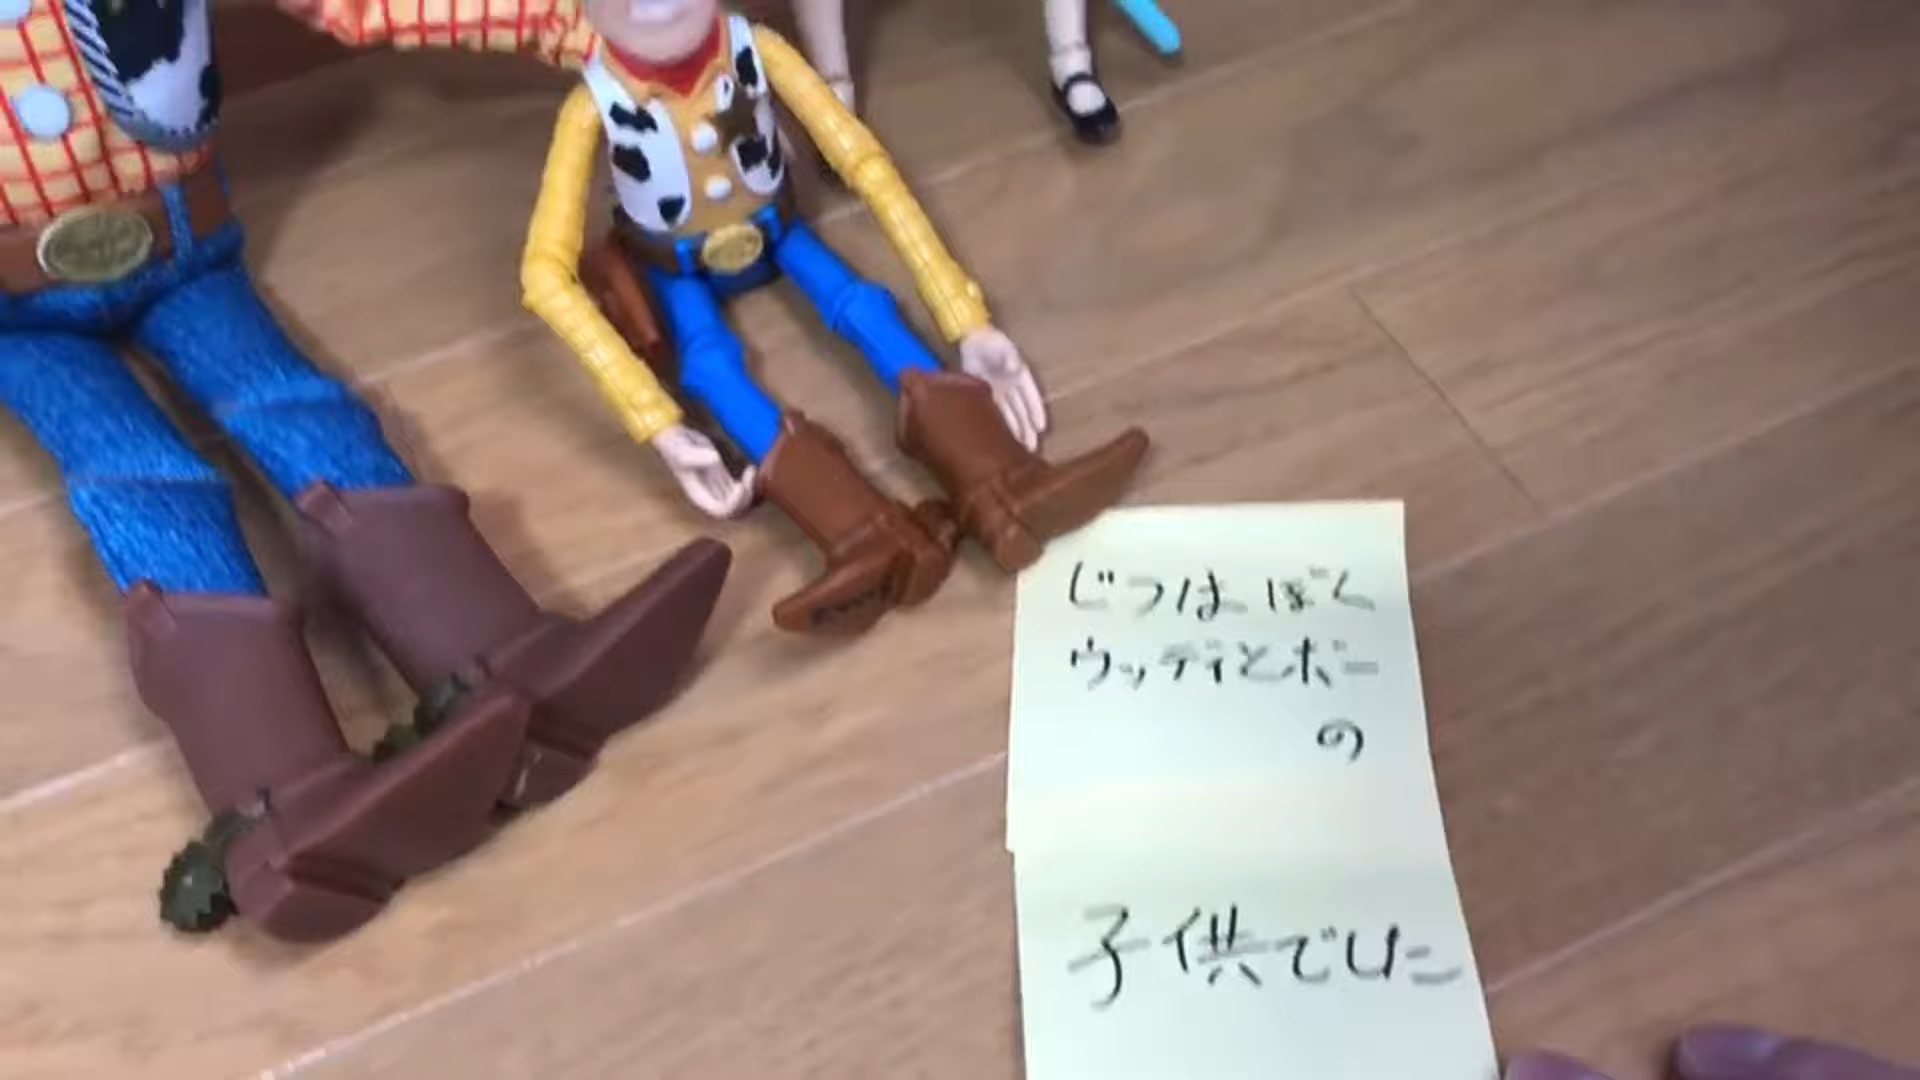 じつは ぼく
ウッディとボー
の
子供でした